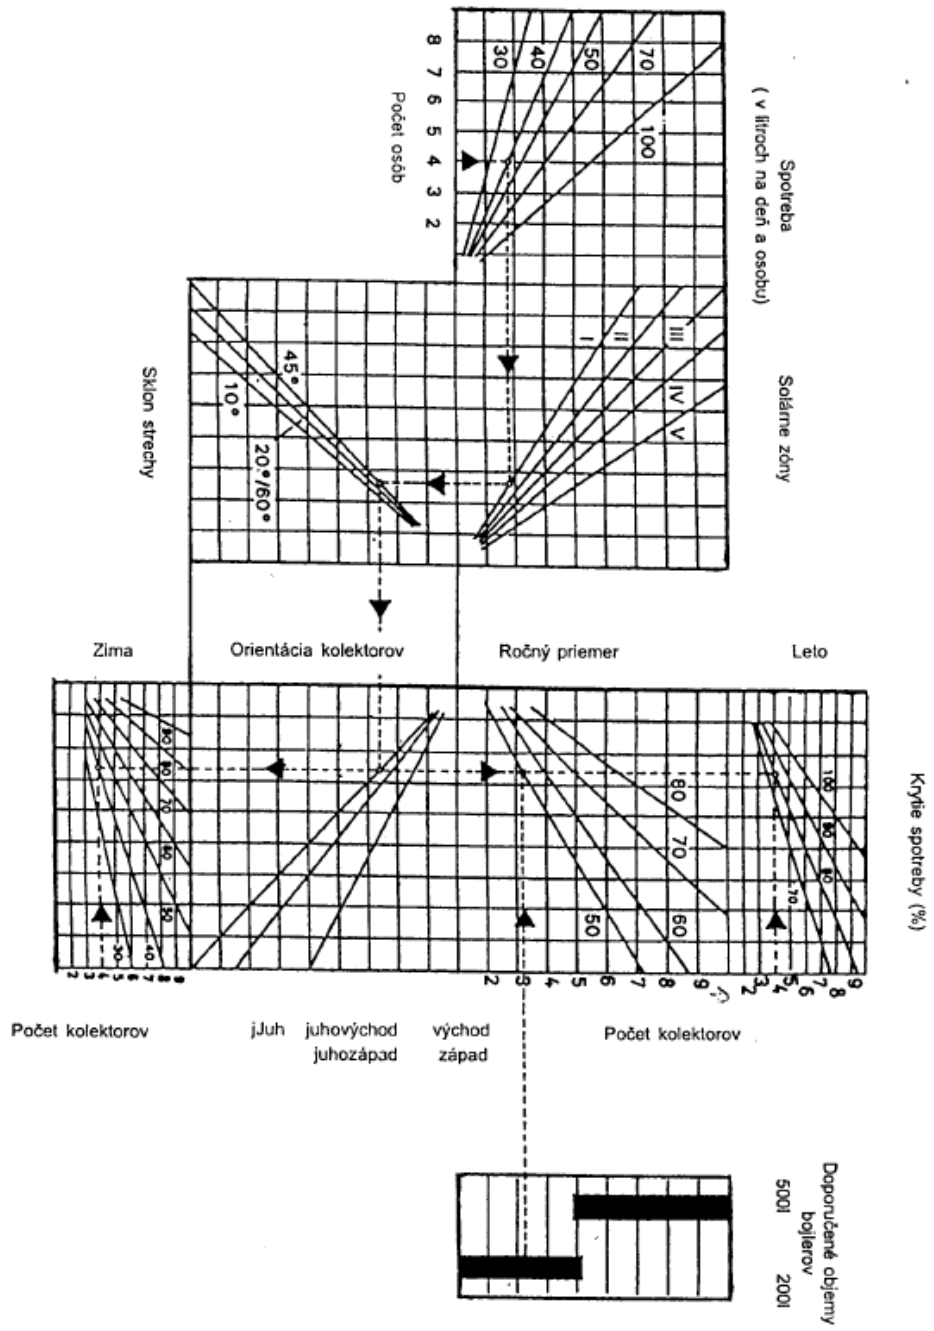 8 7 6 5 4 3 2
Počet osôb
30 40 50 70 100
Spotreba
( v litroch na deň a osobu)
Solárne zóny
I II III IV V
Sklon strechy
45°
20°/60°
10°
Zima
Orientácia kolektorov
Ročný priemer
Leto
Krytie spotreby (%)
70
50
30 40
80
70
60
50
100
80
70
2 3 4 5 6 7 8 9
2 3 4 5 6 7 8 9
2 3 4 5 6 7 8 9
Počet kolektorov
jJuh
juhovýchod
juhozápad
východ
západ
Počet kolektorov
Doporučené objemy
bojlerov
500l 200l